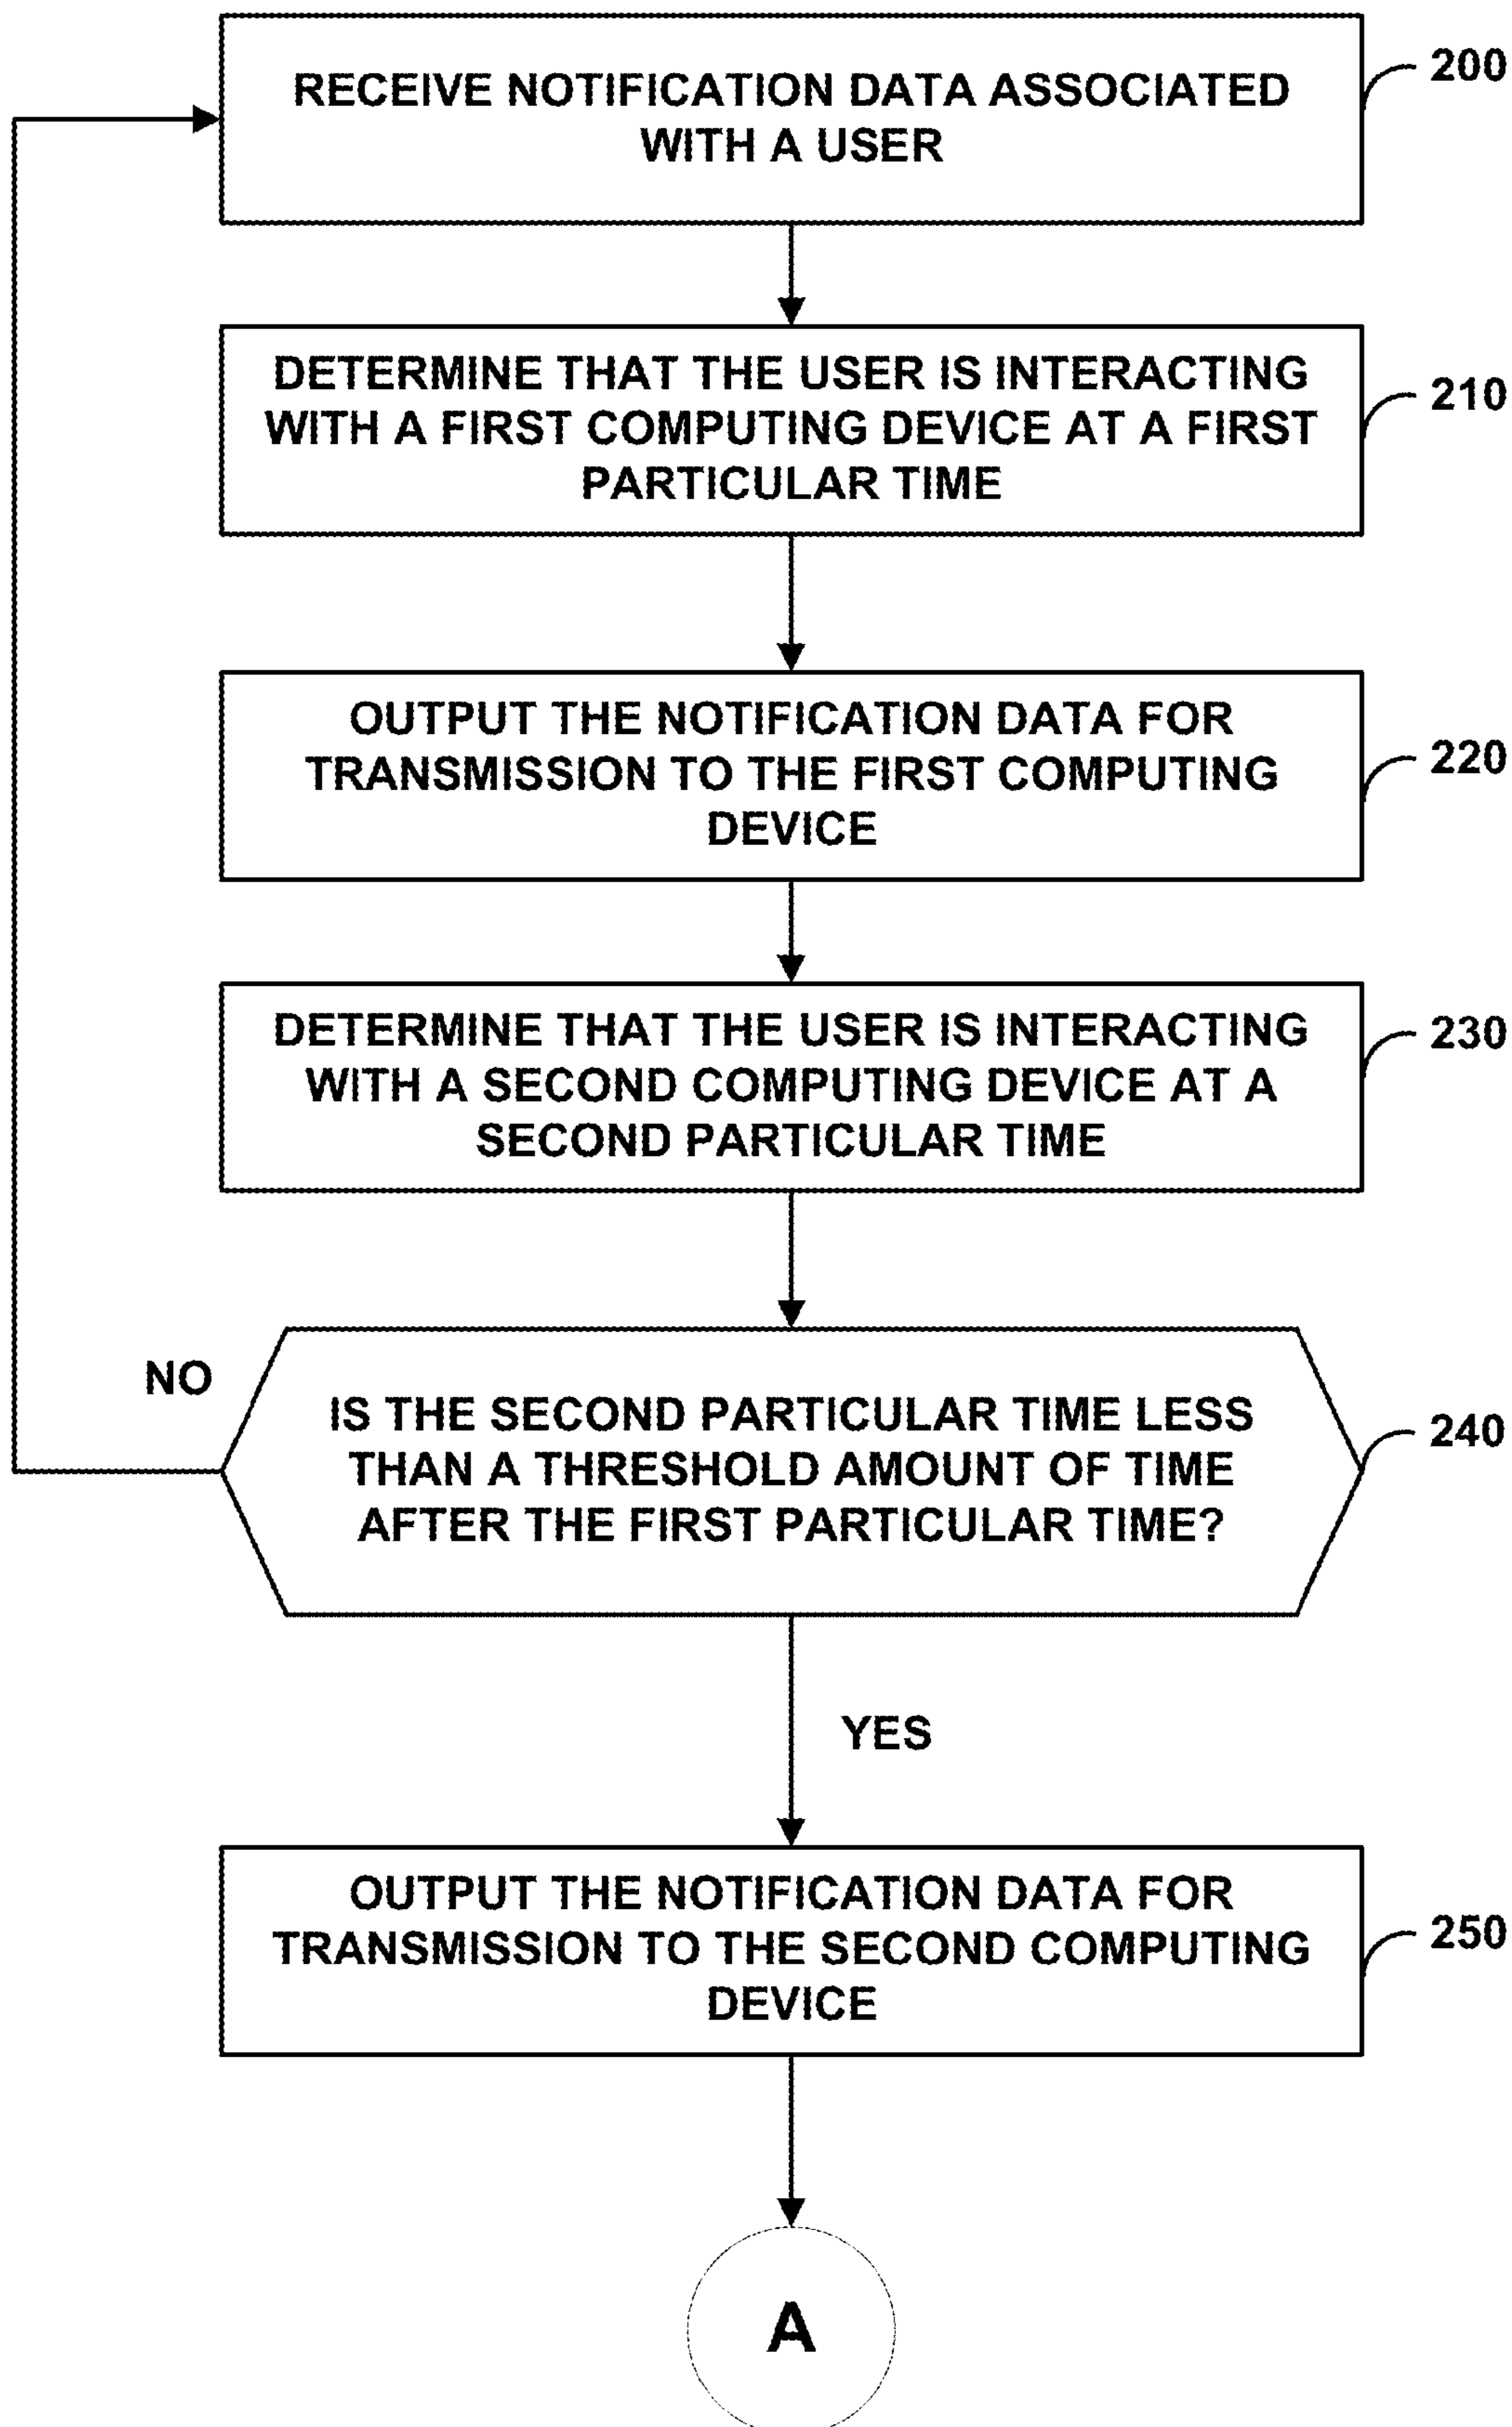 RECEIVE NOTIFICATION DATA ASSOCIATED
WITH A USER
200
DETERMINE THAT THE USER IS INTERACTING
WITH A FIRST COMPUTING DEVICE AT A FIRST
PARTICULAR TIME
210
OUTPUT THE NOTIFICATION DATA FOR
TRANSMISSION TO THE FIRST COMPUTING
DEVICE
220
DETERMINE THAT THE USER IS INTERACTING
WITH A SECOND COMPUTING DEVICE AT A
SECOND PARTICULAR TIME
230
NO
IS THE SECOND PARTICULAR TIME LESS
THAN A THRESHOLD AMOUNT OF TIME
AFTER THE FIRST PARTICULAR TIME?
240
YES
OUTPUT THE NOTIFICATION DATA FOR
TRANSMISSION TO THE SECOND COMPUTING
DEVICE
250
A